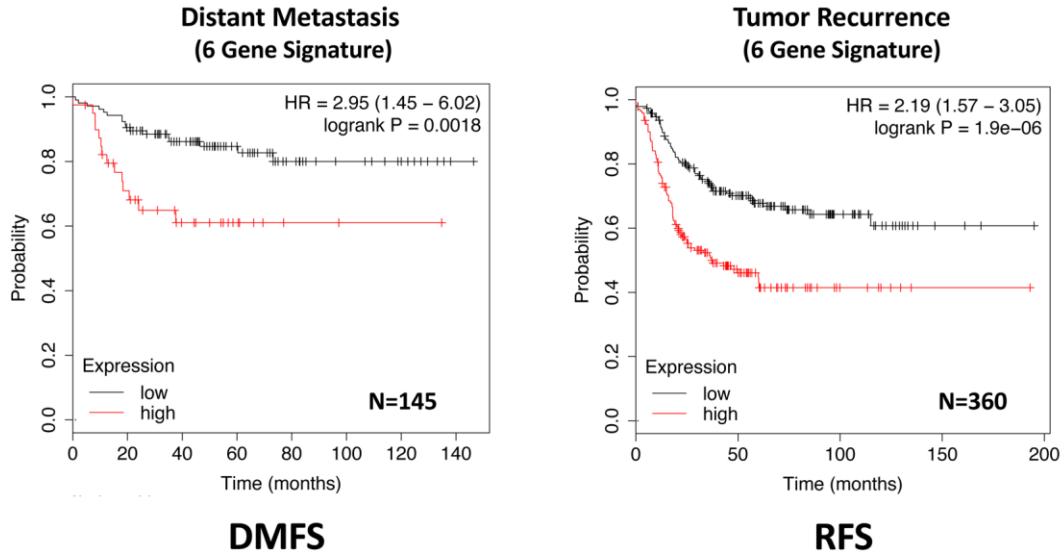 Distant Metastasis
(6 Gene Signature)
HR = 2.95 (1.45 – 6.02)
logrank P = 0.0018
Probability
1.0
0.8
0.6
0.4
0.2
0.0
Expression
low
high
N=145
0 20 40 60 80 100 120 140
Time (months)
DMFS
Tumor Recurrence
(6 Gene Signature)
HR = 2.19 (1.57 – 3.05)
logrank P = 1.9e−06
Probability
1.0
0.8
0.6
0.4
0.2
0.0
Expression
low
high
N=360
0 50 100 150 200
Time (months)
RFS